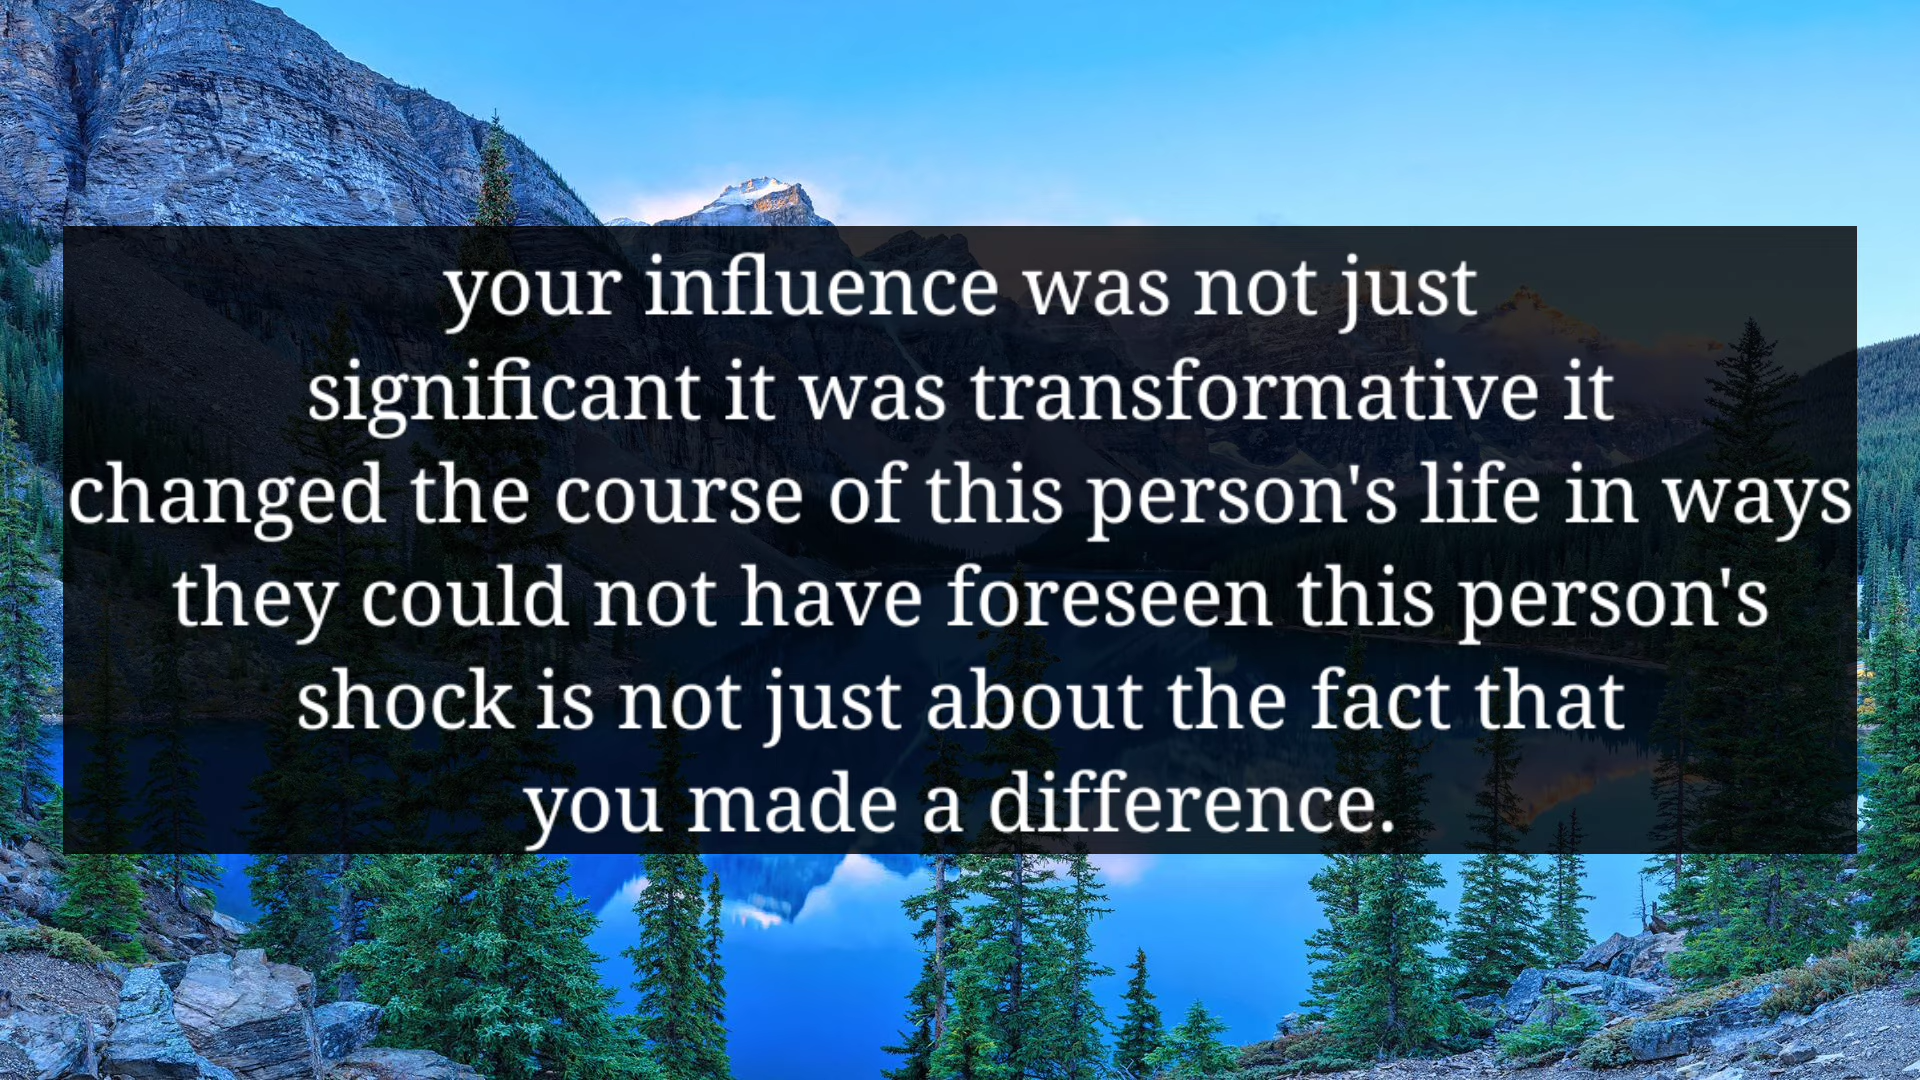 your influence was not just
significant it was transformative it
changed the course of this person's life in ways
they could not have foreseen this person's
shock is not just about the fact that
you made a difference.